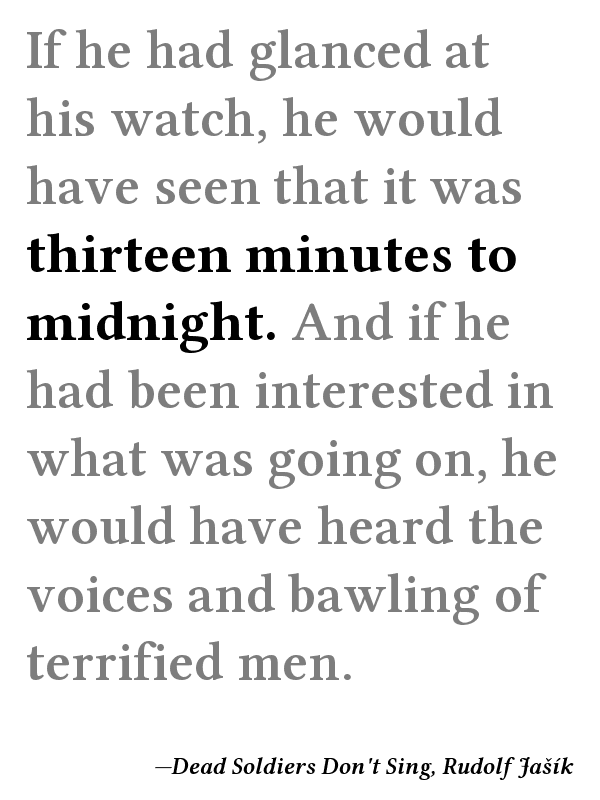 If he had glanced at
his watch, he would
have seen that it was
thirteen minutes to
midnight. And if he
had been interested in
what was going on, he
would have heard the
voices and bawling of
terrified men.
—Dead Soldiers Don't Sing, Rudolf Jašík